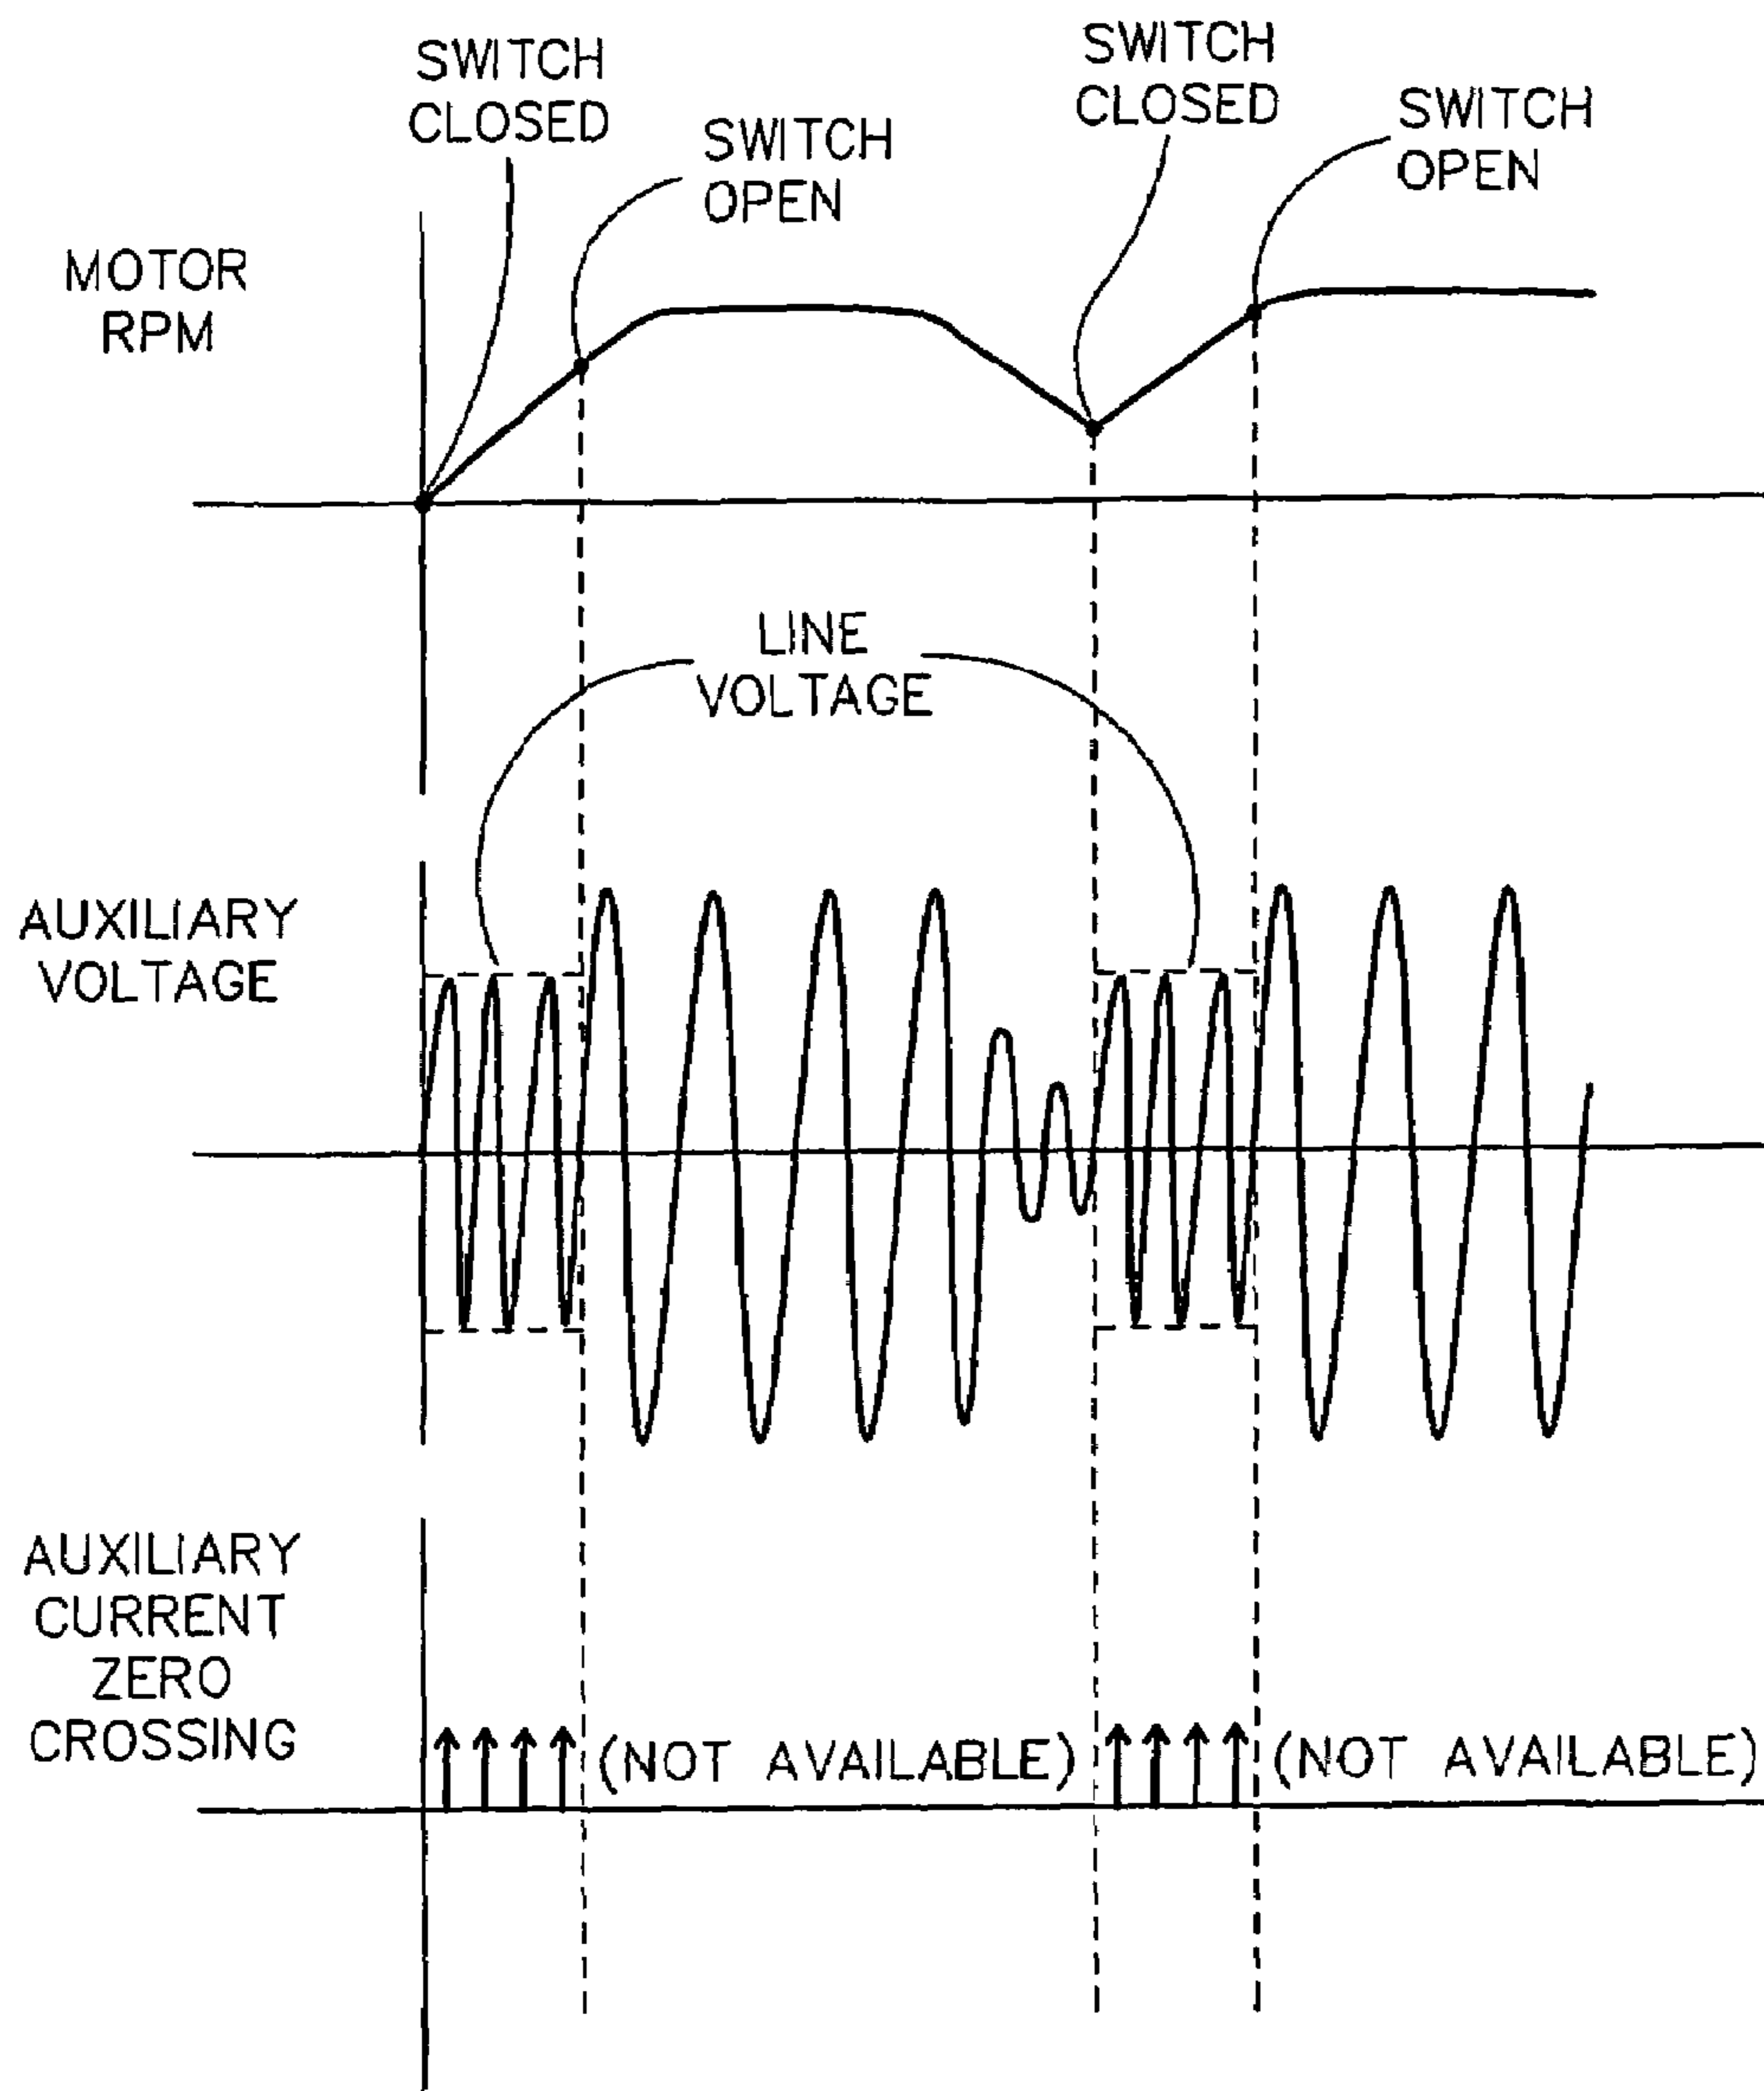 SWITCH
CLOSED
SWITCH
OPEN
SWITCH
CLOSED
SWITCH
OPEN
MOTOR
RPM
LINE
VOLTAGE
AUXILIARY
VOLTAGE
AUXILIARY
CURRENT
ZERO
CROSSING
(NOT AVAILABLE)
(NOT AVAILABLE)